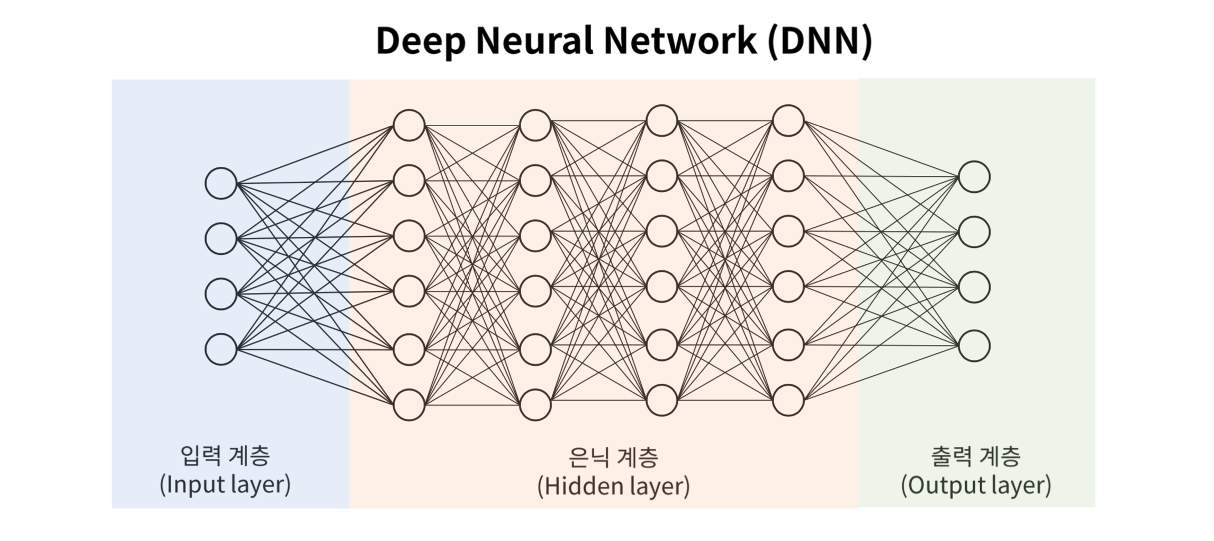 Deep Neural Network (DNN)
입력 계층
(Input layer)
은닉 계층
(Hidden layer)
출력 계층
(Output layer)